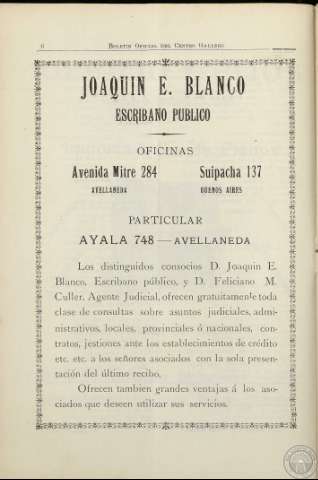 6
BOLETIN OFICIAL DEL CENTRO GALLEGO
JOAQUIN E. BLANCO
ESCRIBANO PUBLICO
OFICINAS
Avenida Mitre 284 Suipacha 137
AVELLANEDA BUENOS AIRES
PARTICULAR
AYALA 748 — AVELLANEDA
Los distinguidos consocios D. Joaquin E.
Blanco, Escribano público, y D. Feliciano M.
Culler, Agente Judicial, ofrecen gratuitamente toda
clase de consultas sobre asuntos judiciales, admi-
nistrativos, locales, provinciales ó nacionales, con-
tratos, jestiones ante los establecimientos de crédito
etc. etc. a los señores asociados con la sola presen-
tación del último recibo.
Ofrecen tambien grandes ventajas á los aso-
ciados que deseen utilizar sus servicios.